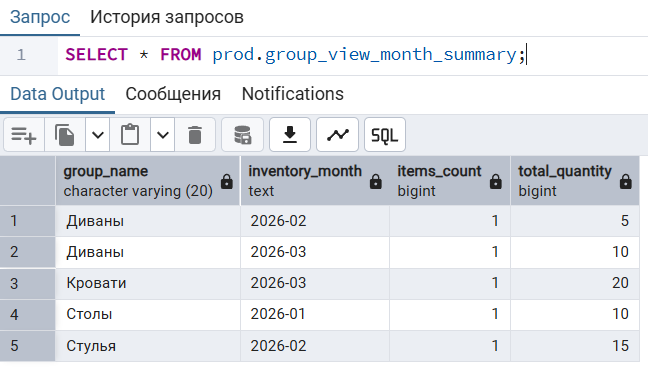 Запрос История запросов
1 SELECT * FROM prod.group_view_month_summary;
Data Output Сообщения Notifications
SQL
group_name inventory_month items_count total_quantity
character varying (20) text bigint bigint
1 Диваны 2026-02 1 5
2 Диваны 2026-03 1 10
3 Кровати 2026-03 1 20
4 Столы 2026-01 1 10
5 Стулья 2026-02 1 15